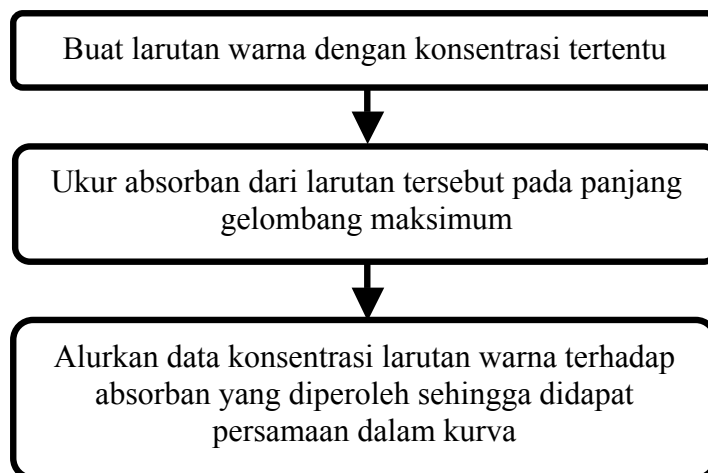 Buat larutan warna dengan konsentrasi tertentu
Ukur absorban dari larutan tersebut pada panjang
gelombang maksimum
Alurkan data konsentrasi larutan warna terhadap
absorban yang diperoleh sehingga didapat
persamaan dalam kurva